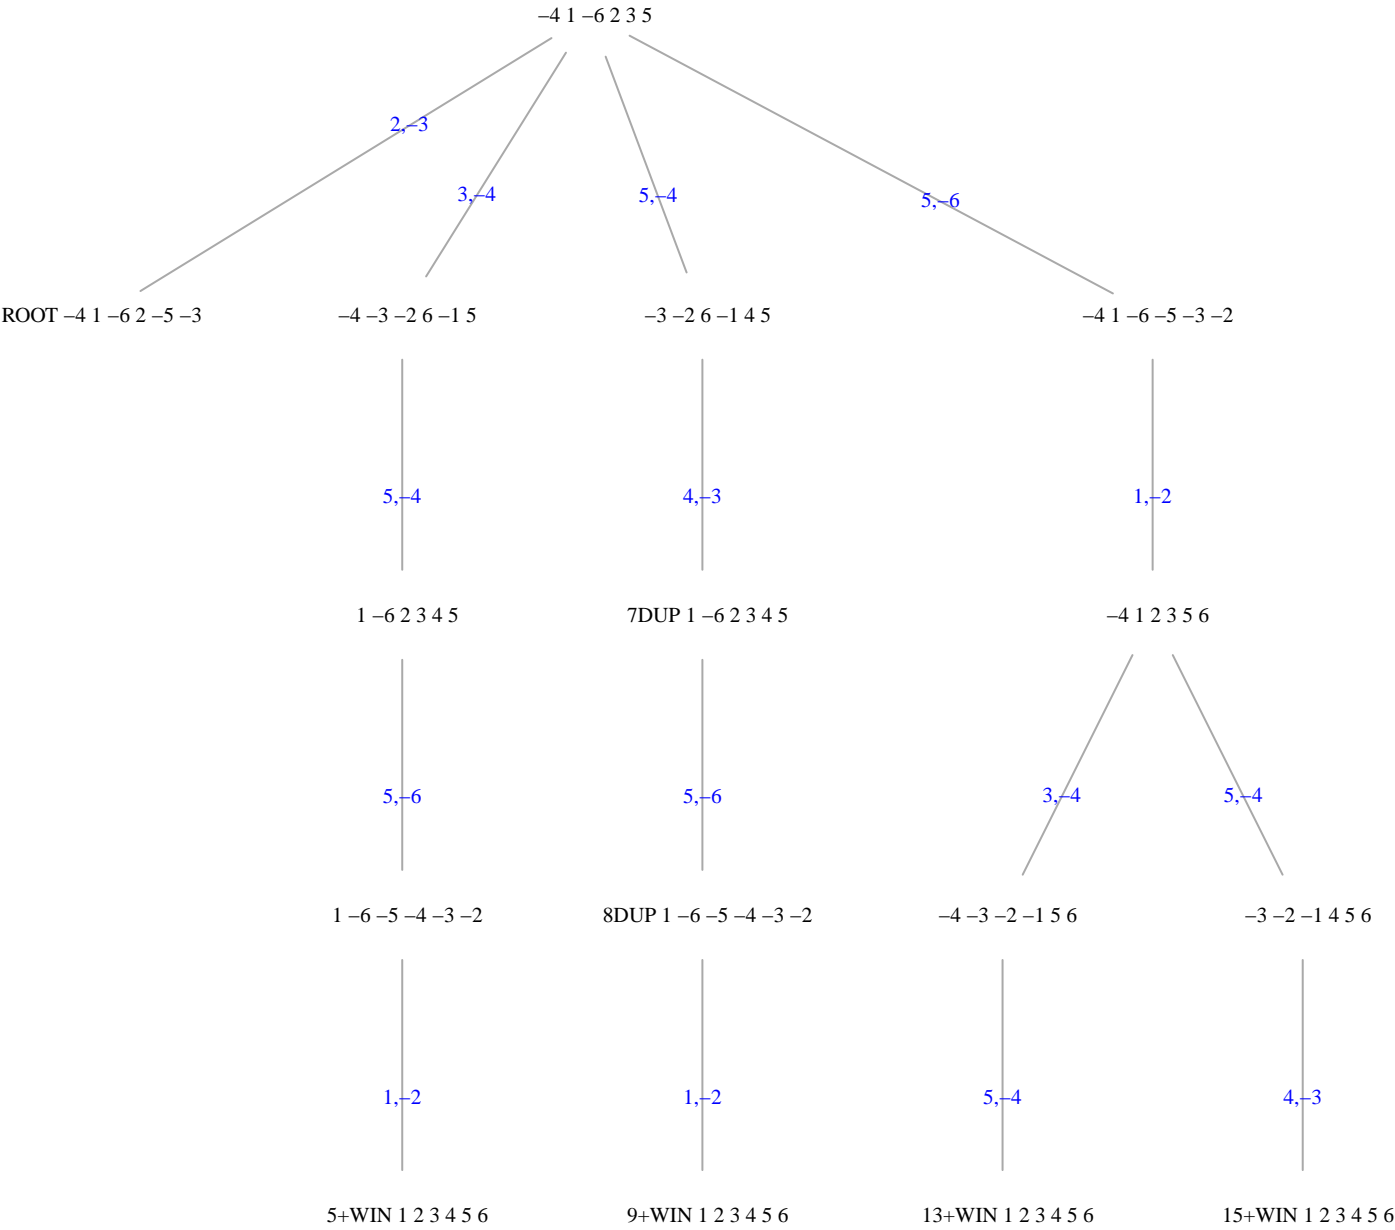 −4 1 −6 2 3 5
2,−3
3,−4
5,−4
5,−6
ROOT −4 1 −6 2 −5 −3
−4 −3 −2 6 −1 5
−3 −2 6 −1 4 5
−4 1 −6 −5 −3 −2
5,−4
4,−3
1,−2
1 −6 2 3 4 5
7DUP 1 −6 2 3 4 5
−4 1 2 3 5 6
5,−6
5,−6
3,−4
5,−4
1 −6 −5 −4 −3 −2
8DUP 1 −6 −5 −4 −3 −2
−4 −3 −2 −1 5 6
−3 −2 −1 4 5 6
1,−2
1,−2
5,−4
4,−3
5+WIN 1 2 3 4 5 6
9+WIN 1 2 3 4 5 6
13+WIN 1 2 3 4 5 6
15+WIN 1 2 3 4 5 6